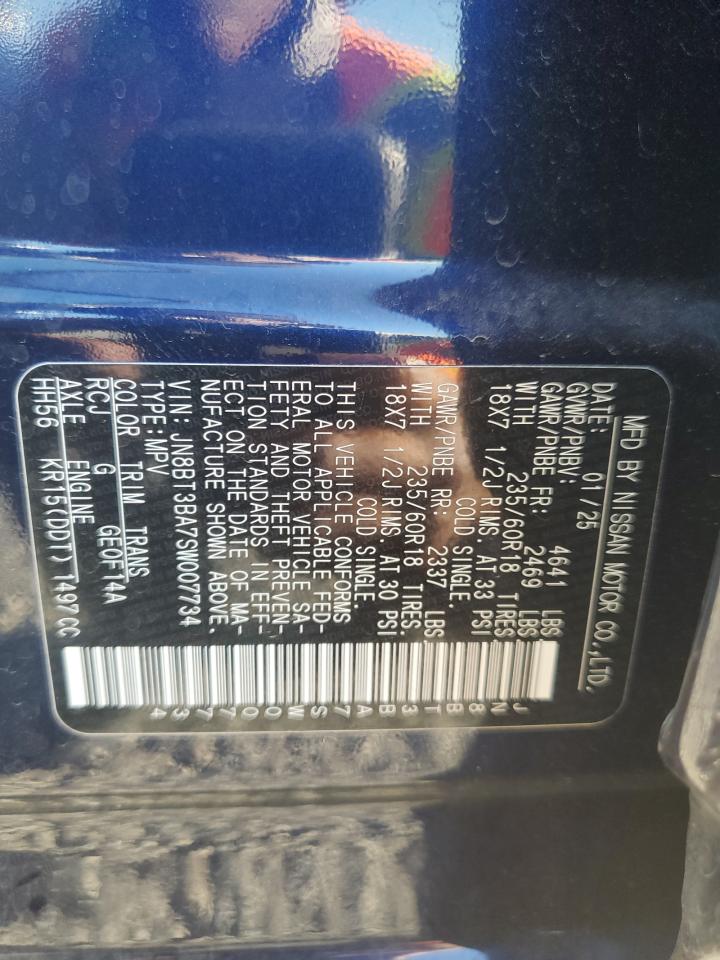 MFD BY NISSAN MOTOR CO.,LTD.
DATE: 01/25
GVWR/PNBV: 4641 LBS
GAWR/PNBE FR: 2469 LBS
WITH 235/60R18 TIRES
18X7 1/2J RIMS AT 33 PSI
COLD SINGLE.
GAWR/PNBE RR: 2337 LBS
WITH 235/60R18 TIRES.
18X7 1/2J RIMS AT 30 PSI
COLD SINGLE.
THIS VEHICLE CONFORMS
TO ALL APPLICABLE FED-
ERAL MOTOR VEHICLE SA-
FETY AND THEFT PREVEN-
TION STANDARDS IN EFF-
ECT ON THE DATE OF MA-
NUFACTURE SHOWN ABOVE.
VIN: JN8BT3BA7SW007734
TYPE:MPV
COLOR TRIM TRANS
RCJ G GE0F14A
AXLE ENGINE
HH56 KR15(DDT) 1497CC
JN8BT3BA7SW007734